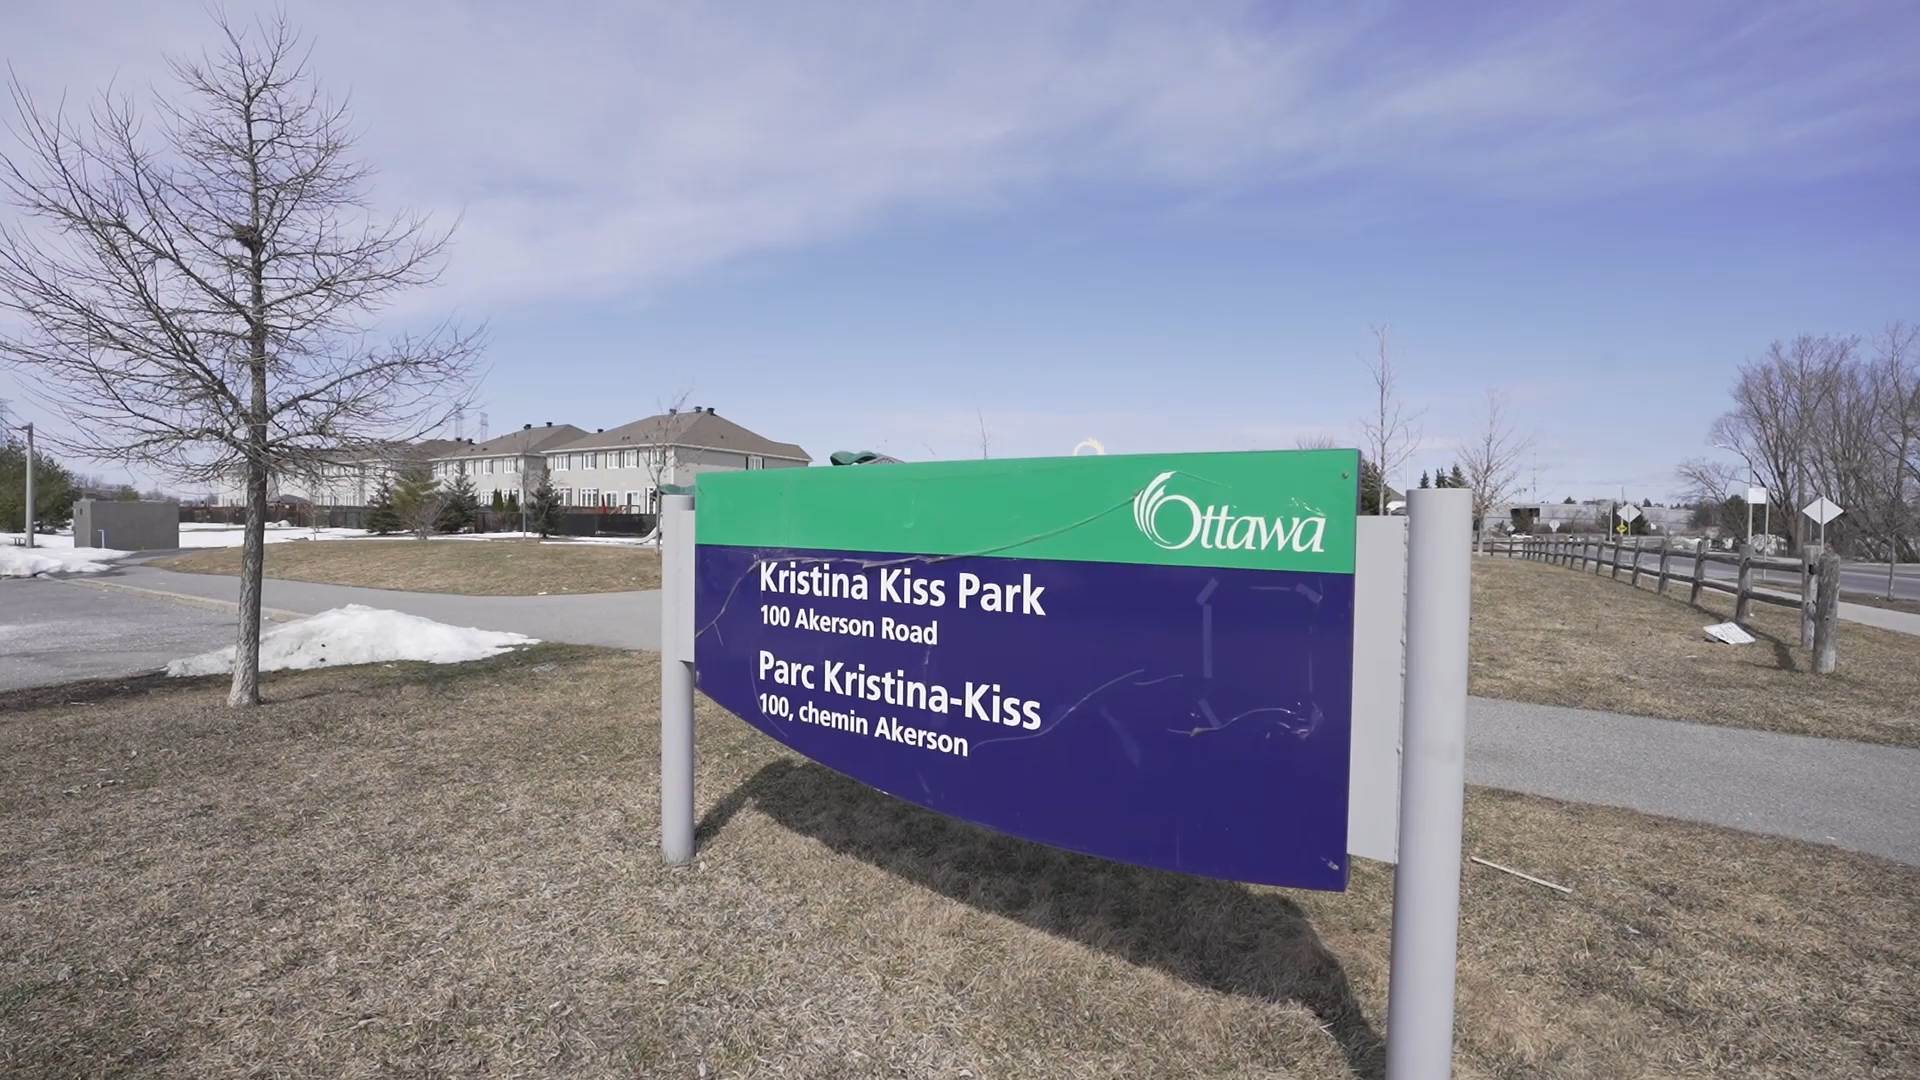 Ottawa
Kristina Kiss Park
100 Akerson Road
Parc Kristina-Kiss
100, chemin Akerson